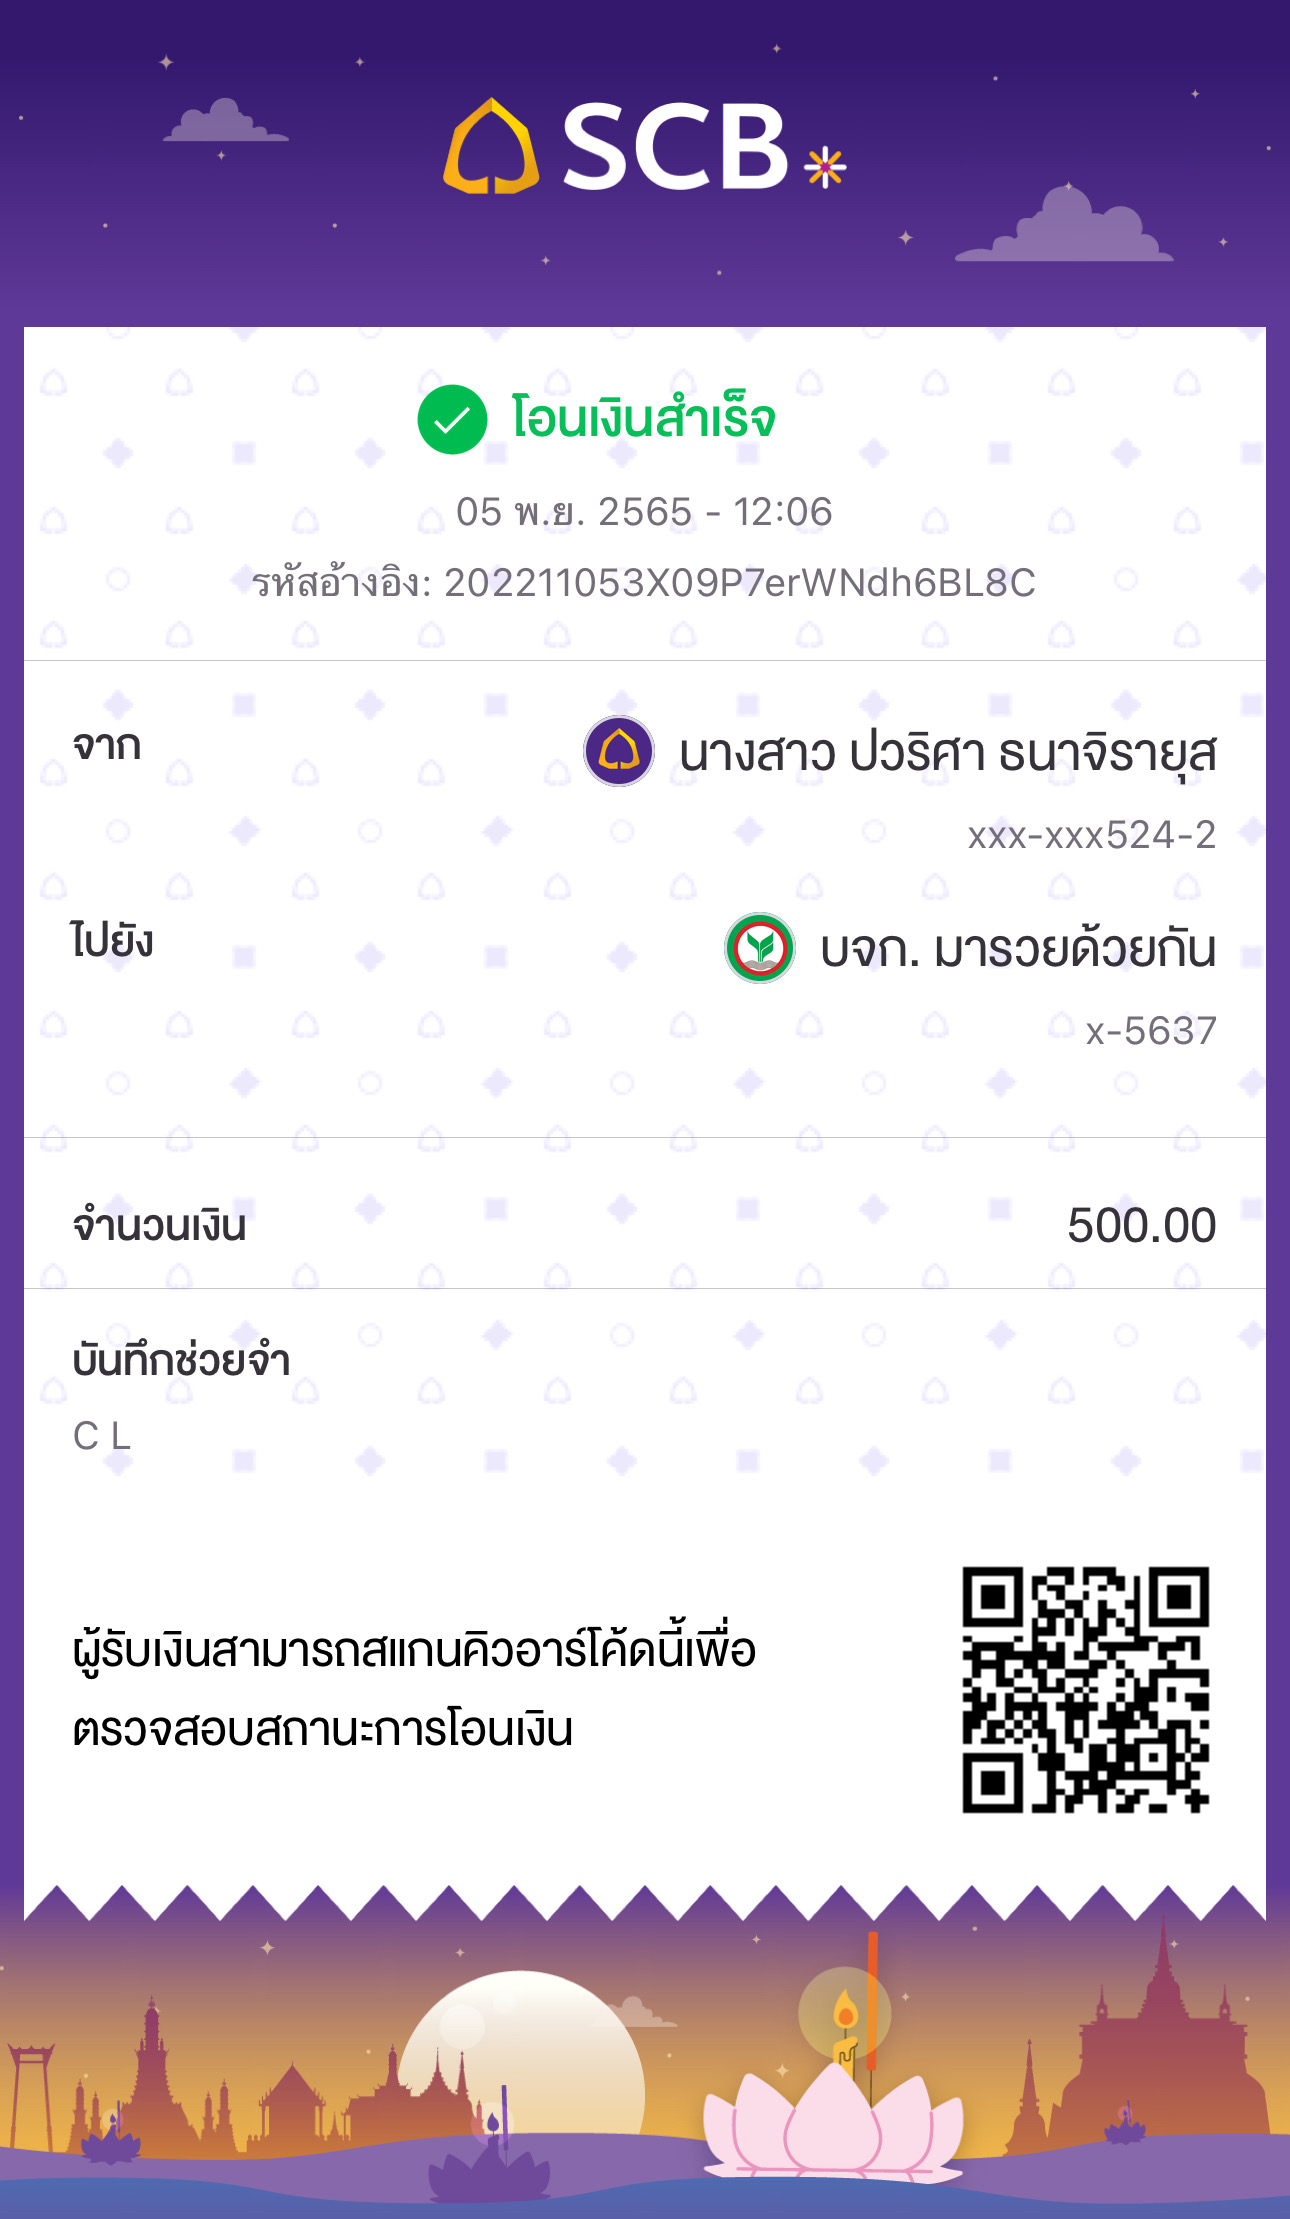 SCB
โอนเงินสำเร็จ
05 พ.ย. 2565 - 12:06
รหัสอ้างอิง: 202211053X09P7erWNdh6BL8C
จาก
นางสาว ปวริศา ธนาจิรายุส
xxx-xxx524-2
ไปยัง
บจก. มารวยด้วยกัน
x-5637
จำนวนเงิน 500.00
บันทึกช่วยจำ
C L
ผู้รับเงินสามารถสแกนคิวอาร์โค้ดนี้เพื่อ
ตรวจสอบสถานะการโอนเงิน